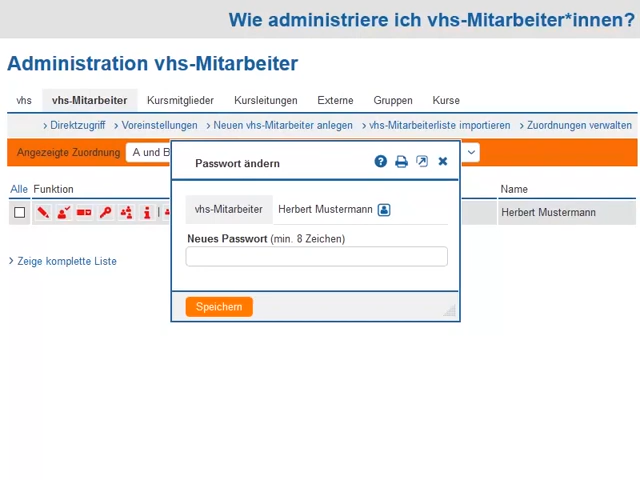 Wie administriere ich vhs-Mitarbeiter*innen?
Administration vhs-Mitarbeiter
vhs vhs-Mitarbeiter Kursmitglieder Kursleitungen Externe Gruppen Kurse
› Direktzugriff › Voreinstellungen › Neuen vhs-Mitarbeiter anlegen › vhs-Mitarbeiterliste importieren › Zuordnungen verwalten
Angezeigte Zuordnung A und B
Passwort ändern
Alle Funktion Name
vhs-Mitarbeiter Herbert Mustermann
Herbert Mustermann
Neues Passwort (min. 8 Zeichen)
› Zeige komplette Liste
Speichern